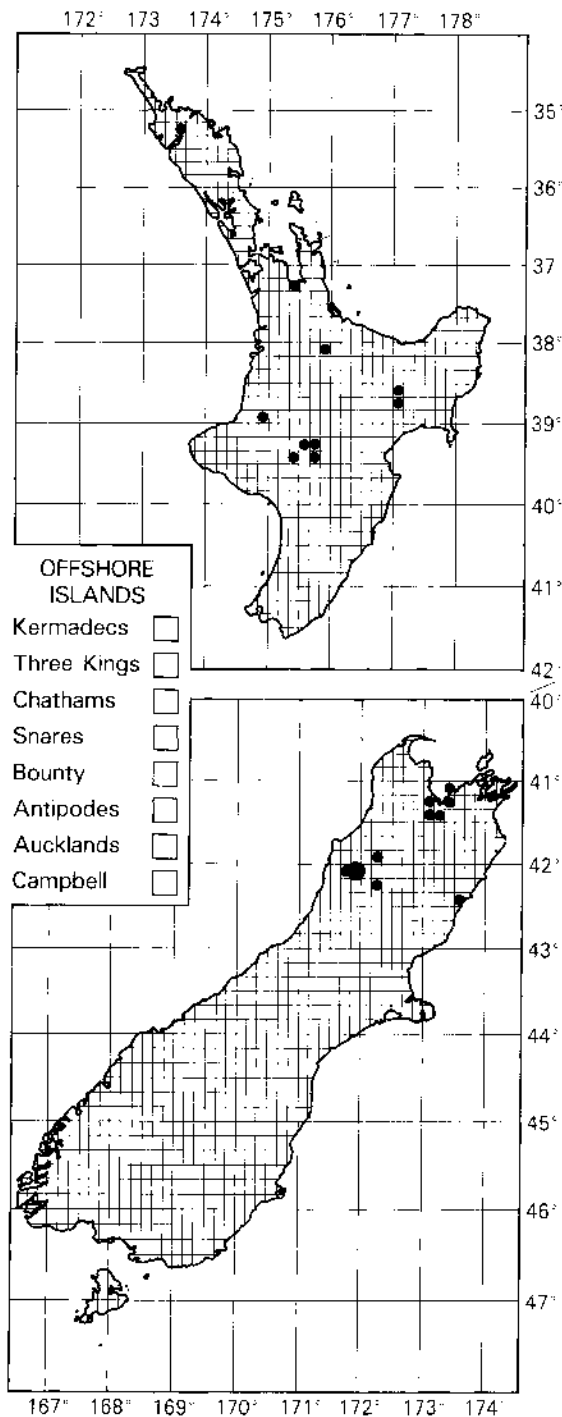 172° 173 174° 175° 176° 177° 178°
35°
36°
37°
38°
39°
40°
41°
42°
OFFSHORE
ISLANDS
Kermadecs
Three Kings
Chathams
Snares
Bounty
Antipodes
Aucklands
Campbell
40°
41°
42°
43°
44°
45°
46°
47°
167° 168° 169° 170° 171° 172° 173° 174°